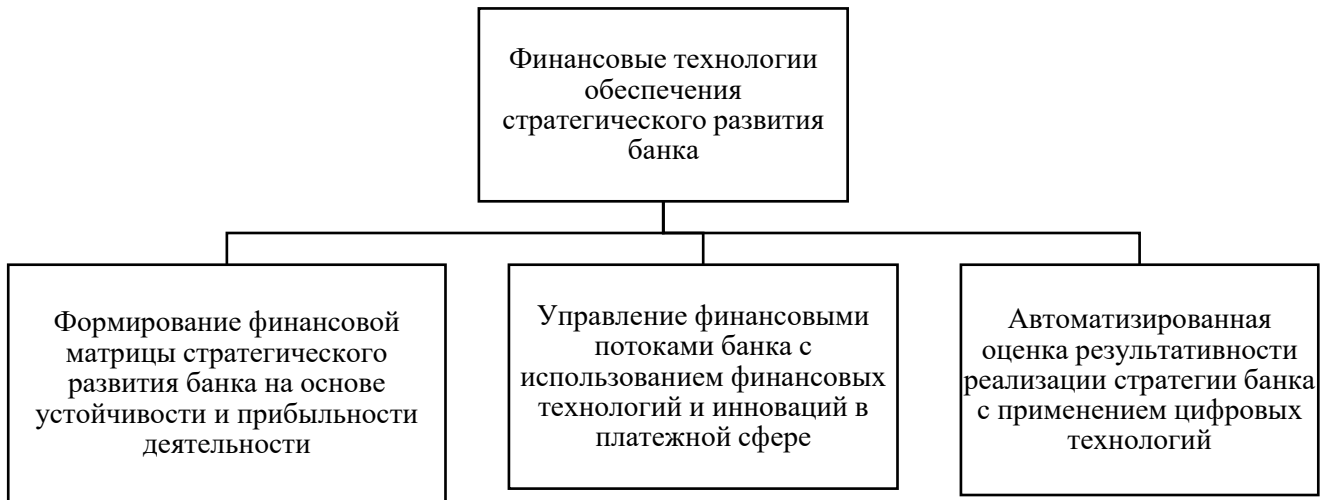 Финансовые технологии
обеспечения
стратегического развития
банка
Формирование финансовой
матрицы стратегического
развития банка на основе
устойчивости и прибыльности
деятельности
Управление финансовыми
потоками банка с
использованием финансовых
технологий и инноваций в
платежной сфере
Автоматизированная
оценка результативности
реализации стратегии банка
с применением цифровых
технологий